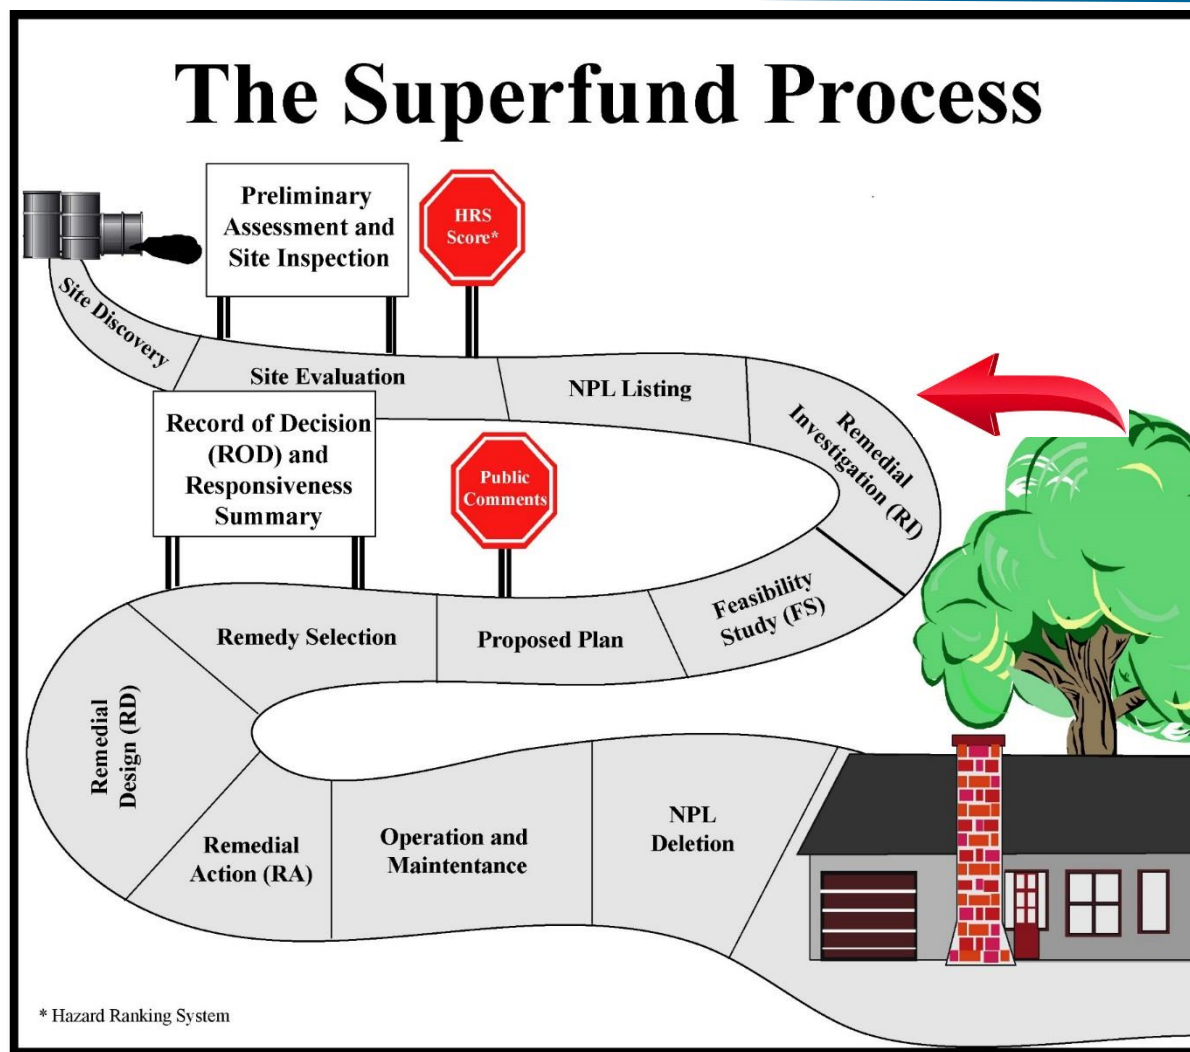 The Superfund Process
Preliminary
Assessment and
Site Inspection
HRS
Score*
Site Discovery
Site Evaluation
NPL Listing
Remedial
Investigation (RI)
Record of Decision
(ROD) and
Responsiveness
Summary
Public
Comments
Feasibility
Study (FS)
Proposed Plan
Remedy Selection
Remedial
Design (RD)
Remedial
Action (RA)
Operation and
Maintentance
NPL
Deletion
* Hazard Ranking System